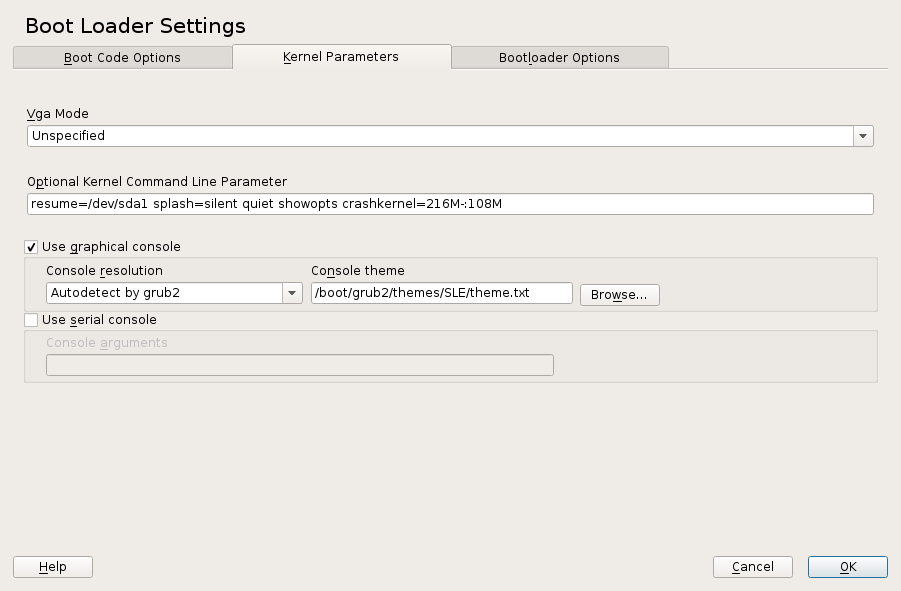 Boot Loader Settings
Boot Code Options Kernel Parameters Bootloader Options
Vga Mode
Unspecified
Optional Kernel Command Line Parameter
resume=/dev/sda1 splash=silent quiet showopts crashkernel=216M-:108M
Use graphical console
Console resolution Console theme
Autodetect by grub2 /boot/grub2/themes/SLE/theme.txt Browse...
Use serial console
Console arguments
Help Cancel OK